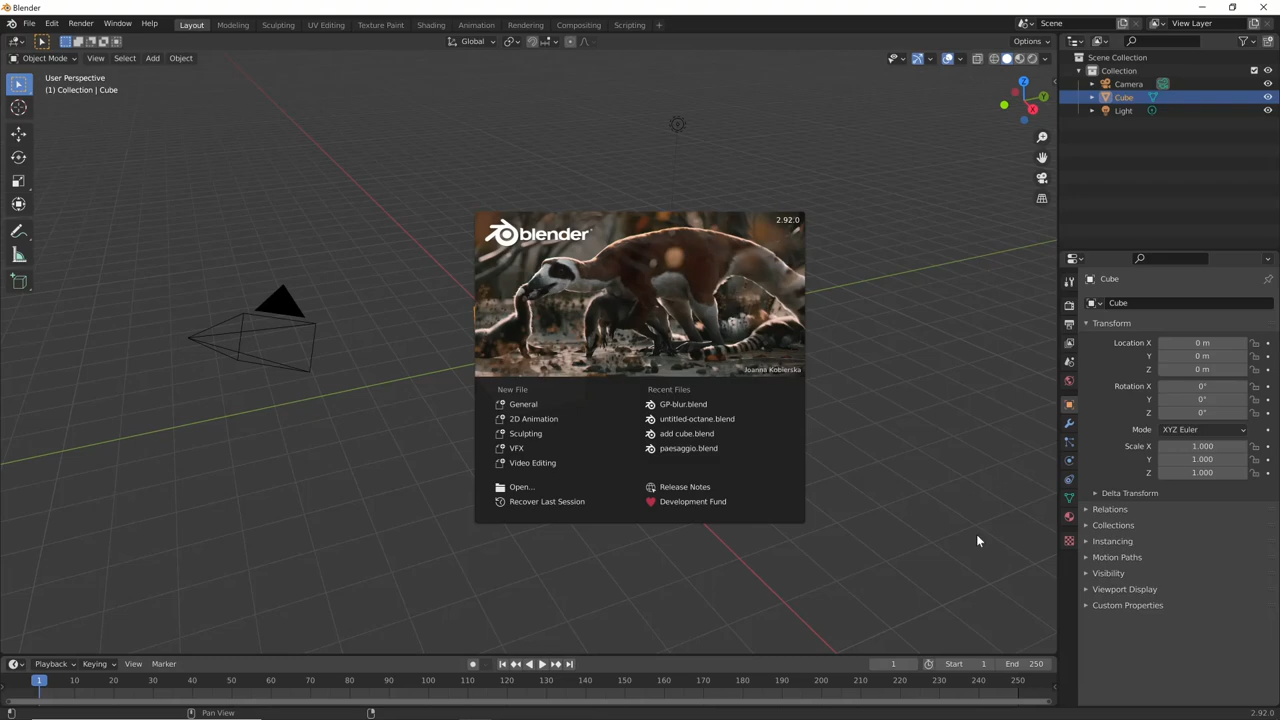 Blender
File Edit Render Window Help Layout Modeling Sculpting UV Editing Texture Paint Shading Animation Rendering Compositing Scripting + Scene View Layer
Global Options
Object Mode View Select Add Object
User Perspective
(1) Collection | Cube
Z
Y
X
Scene Collection
Collection
Camera
Cube
Light
blender
2.92.0
Joanna Kobierska
New File
General
2D Animation
Sculpting
VFX
Video Editing
Open...
Recover Last Session
Recent Files
GP-blur.blend
untitled-octane.blend
add cube.blend
paesaggio.blend
Release Notes
Development Fund
Cube
Cube
Transform
Location X 0 m
Y 0 m
Z 0 m
Rotation X 0°
Y 0°
Z 0°
Mode XYZ Euler
Scale X 1.000
Y 1.000
Z 1.000
Delta Transform
Relations
Collections
Instancing
Motion Paths
Visibility
Viewport Display
Custom Properties
Playback Keying View Marker 1 Start 1 End 250
1 10 20 30 40 50 60 70 80 90 100 110 120 130 140 150 160 170 180 190 200 210 220 230 240 250
Pan View 2.92.0